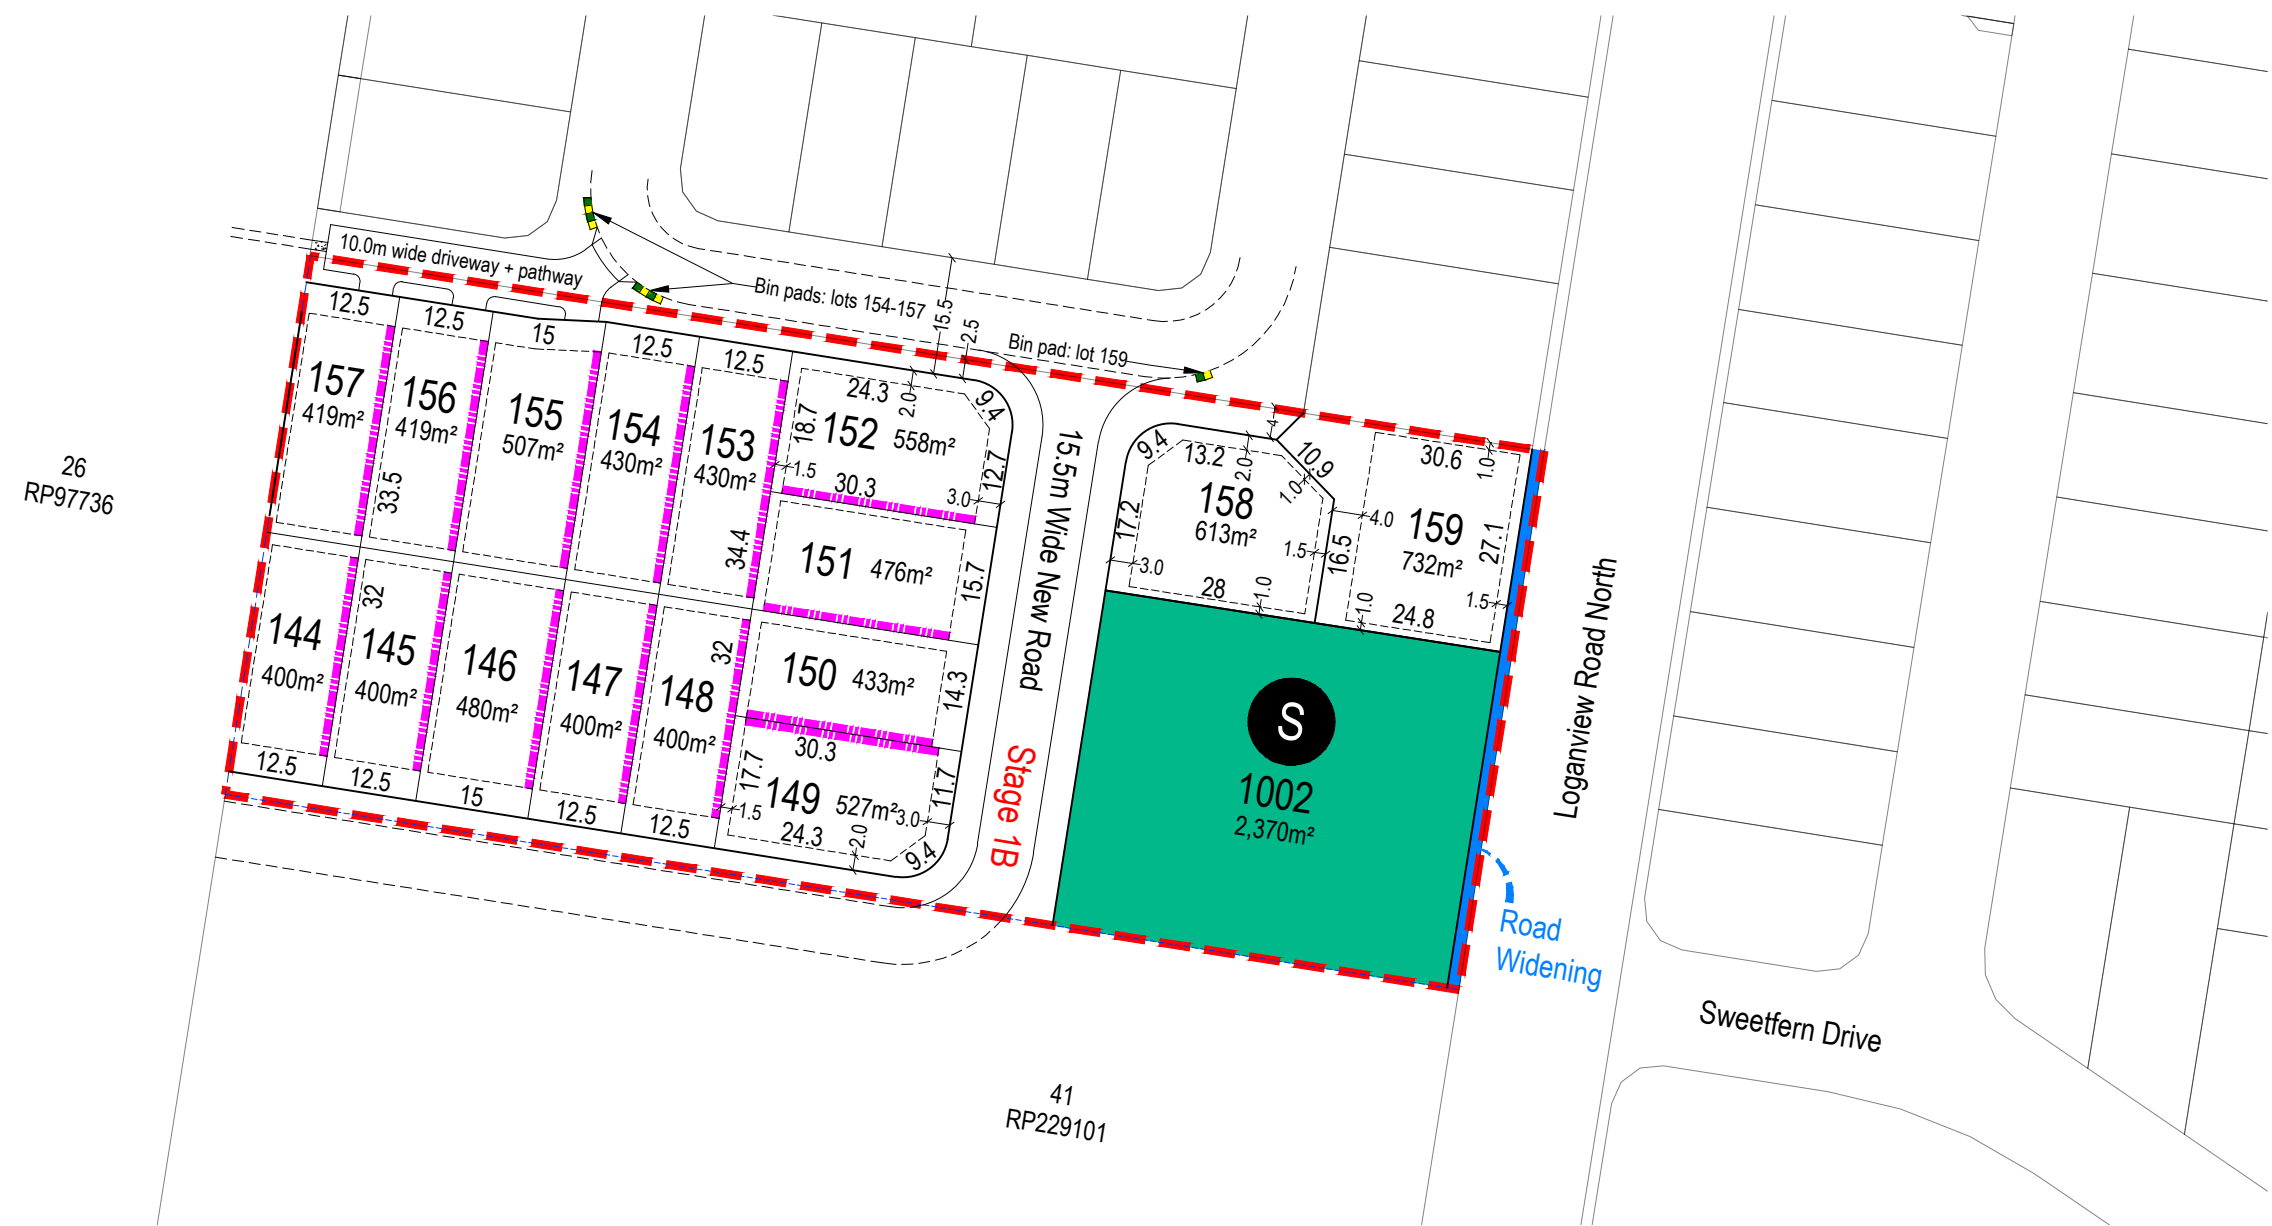 10.0m wide driveway + pathway
Bin pads: lots 154-157
15.5
2.5
Bin pad: lot 159
12.5
12.5
15
12.5
12.5
157
419m²
156
419m²
33.5
155
507m²
154
430m²
153
430m²
34.4
24.3
2.0
9.4
18.7
152
558m²
12.7
1.5
30.3
3.0
151
476m²
15.7
150
433m²
14.3
30.3
17.7
149
527m²
11.7
3.0
1.5
24.3
2.0
9.4
144
400m²
32
145
400m²
146
480m²
147
400m²
32
148
400m²
12.5
12.5
15
12.5
12.5
15.5m Wide New Road
Stage 1B
9.4
13.2
2.0
4
10.9
1.0
17.2
158
613m²
1.5
3.0
28
1.0
16.5
30.6
1.0
4.0
159
732m²
27.1
1.5
1.0
24.8
S
1002
2,370m²
Loganview Road North
Road
Widening
Sweetfern Drive
26
RP97736
41
RP229101